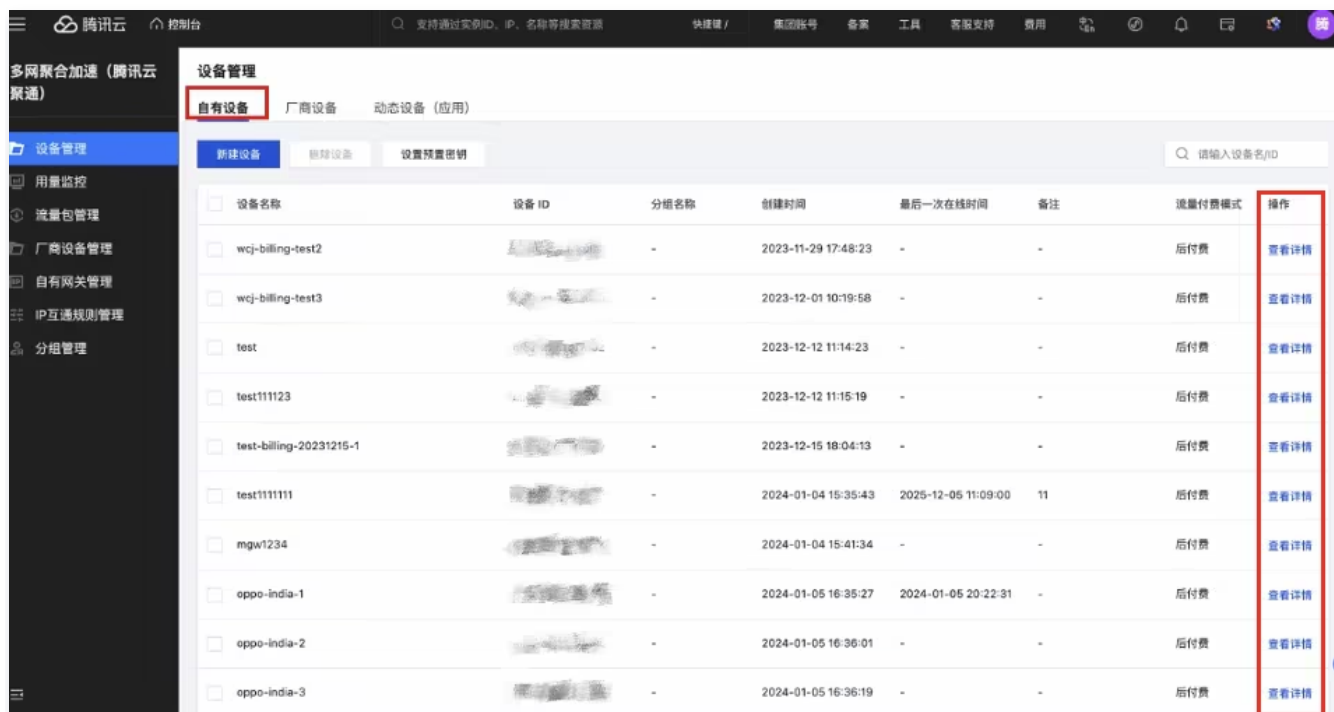 腾讯云 控制台 支持通过实例ID、IP、名称等搜索资源 快捷键 / 集团账号 备案 工具 客服支持 费用
腾
多网聚合加速（腾讯云
聚通）
设备管理
用量监控
流量包管理
厂商设备管理
自有网关管理
IP互通规则管理
分组管理
设备管理
自有设备 厂商设备 动态设备（应用）
新建设备 删除设备 设置预置密钥 请输入设备名/ID
设备名称 设备 ID 分组名称 创建时间 最后一次在线时间 备注 流量付费模式 操作
wcj-billing-test2 - 2023-11-29 17:48:23 - - 后付费 查看详情
wcj-billing-test3 - 2023-12-01 10:19:58 - - 后付费 查看详情
test - 2023-12-12 11:14:23 - - 后付费 查看详情
test111123 - 2023-12-12 11:15:19 - - 后付费 查看详情
test-billing-20231215-1 - 2023-12-15 18:04:13 - - 后付费 查看详情
test1111111 - 2024-01-04 15:35:43 2025-12-05 11:09:00 11 后付费 查看详情
mgw1234 - 2024-01-04 15:41:34 - - 后付费 查看详情
oppo-india-1 - 2024-01-05 16:35:27 2024-01-05 20:22:31 - 后付费 查看详情
oppo-india-2 - 2024-01-05 16:36:01 - - 后付费 查看详情
oppo-india-3 - 2024-01-05 16:36:19 - - 后付费 查看详情